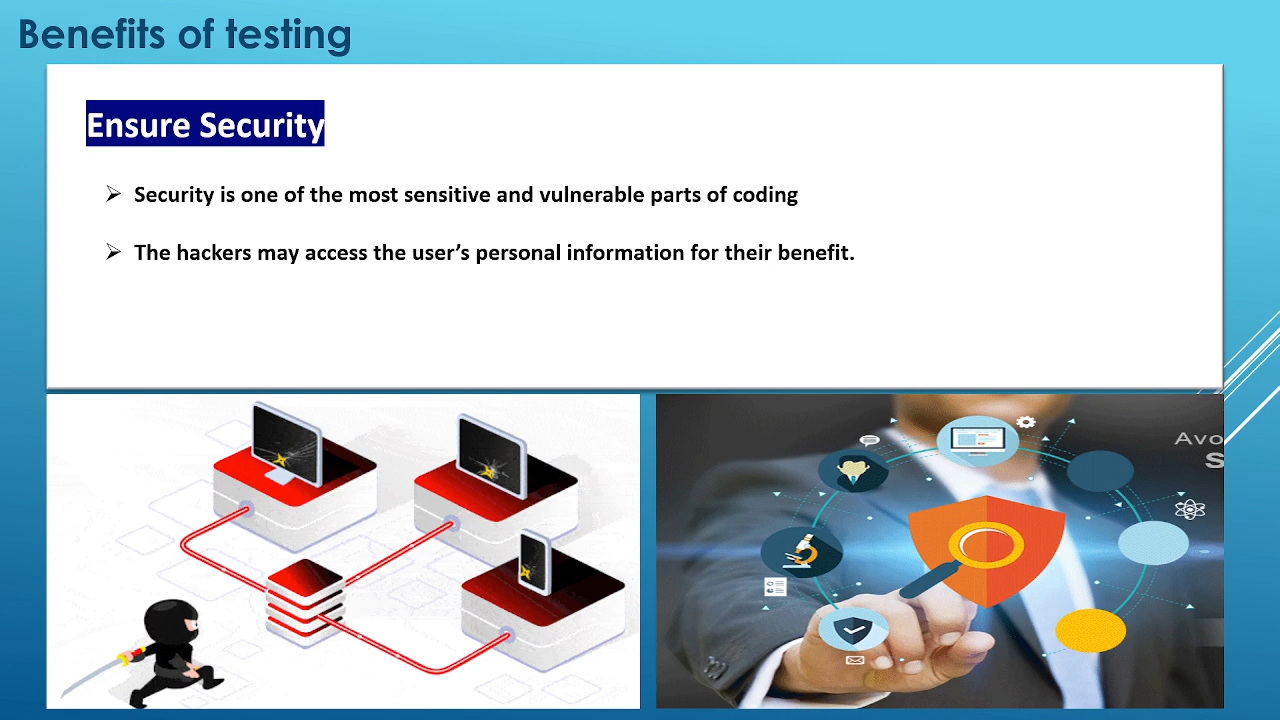 Benefits of testing
Ensure Security
Security is one of the most sensitive and vulnerable parts of coding
The hackers may access the user’s personal information for their benefit.
Avo
S